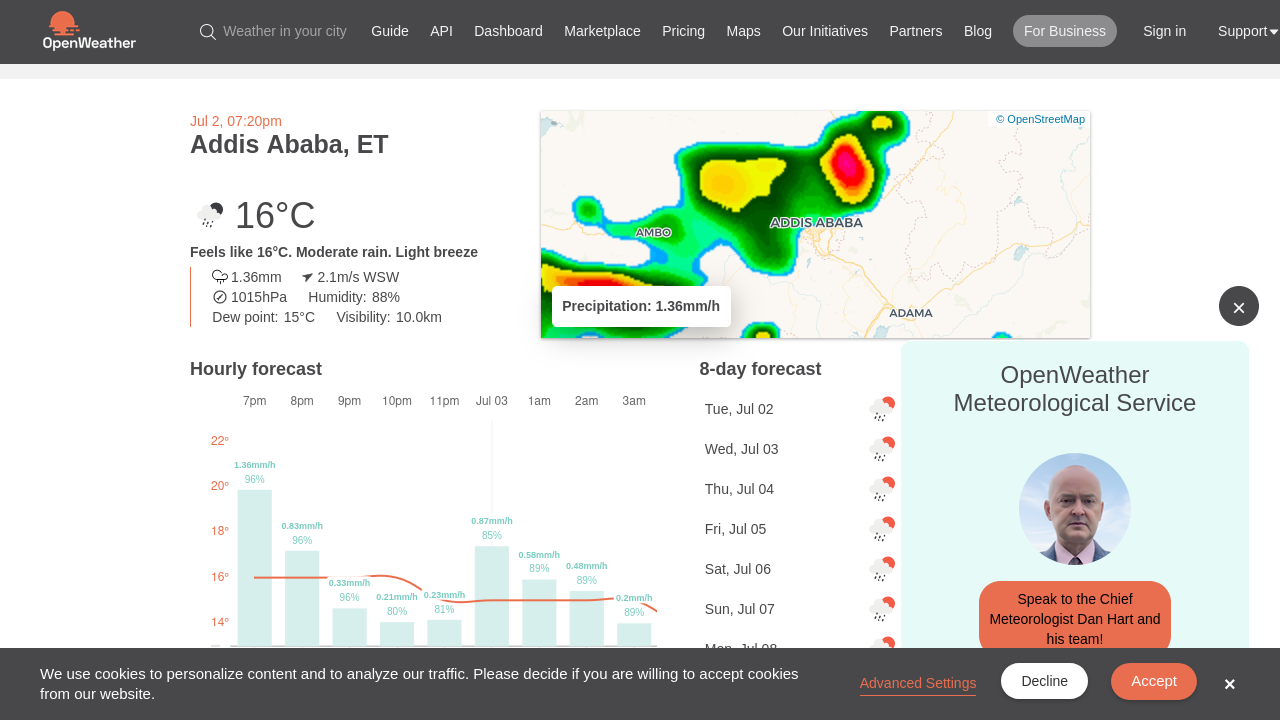 OpenWeather
Weather in your city
Guide
API
Dashboard
Marketplace
Pricing
Maps
Our Initiatives
Partners
Blog
For Business
Sign in
Support
Jul 2, 07:20pm
Addis Ababa, ET
16°C
Feels like 16°C. Moderate rain. Light breeze
1.36mm
2.1m/s WSW
1015hPa
Humidity: 88%
Dew point: 15°C
Visibility: 10.0km
© OpenStreetMap
AMBO
ADDIS ABABA
ADAMA
Precipitation: 1.36mm/h
Hourly forecast
7pm
8pm
9pm
10pm
11pm
Jul 03
1am
2am
3am
22°
20°
18°
16°
14°
1.36mm/h
96%
0.83mm/h
96%
0.33mm/h
96%
0.21mm/h
80%
0.23mm/h
81%
0.87mm/h
85%
0.58mm/h
89%
0.48mm/h
89%
0.2mm/h
89%
8-day forecast
Tue, Jul 02
Wed, Jul 03
Thu, Jul 04
Fri, Jul 05
Sat, Jul 06
Sun, Jul 07
Mon, Jul 08
OpenWeather
Meteorological Service
Speak to the Chief
Meteorologist Dan Hart and
his team!
We use cookies to personalize content and to analyze our traffic. Please decide if you are willing to accept cookies
from our website.
Advanced Settings
Decline
Accept